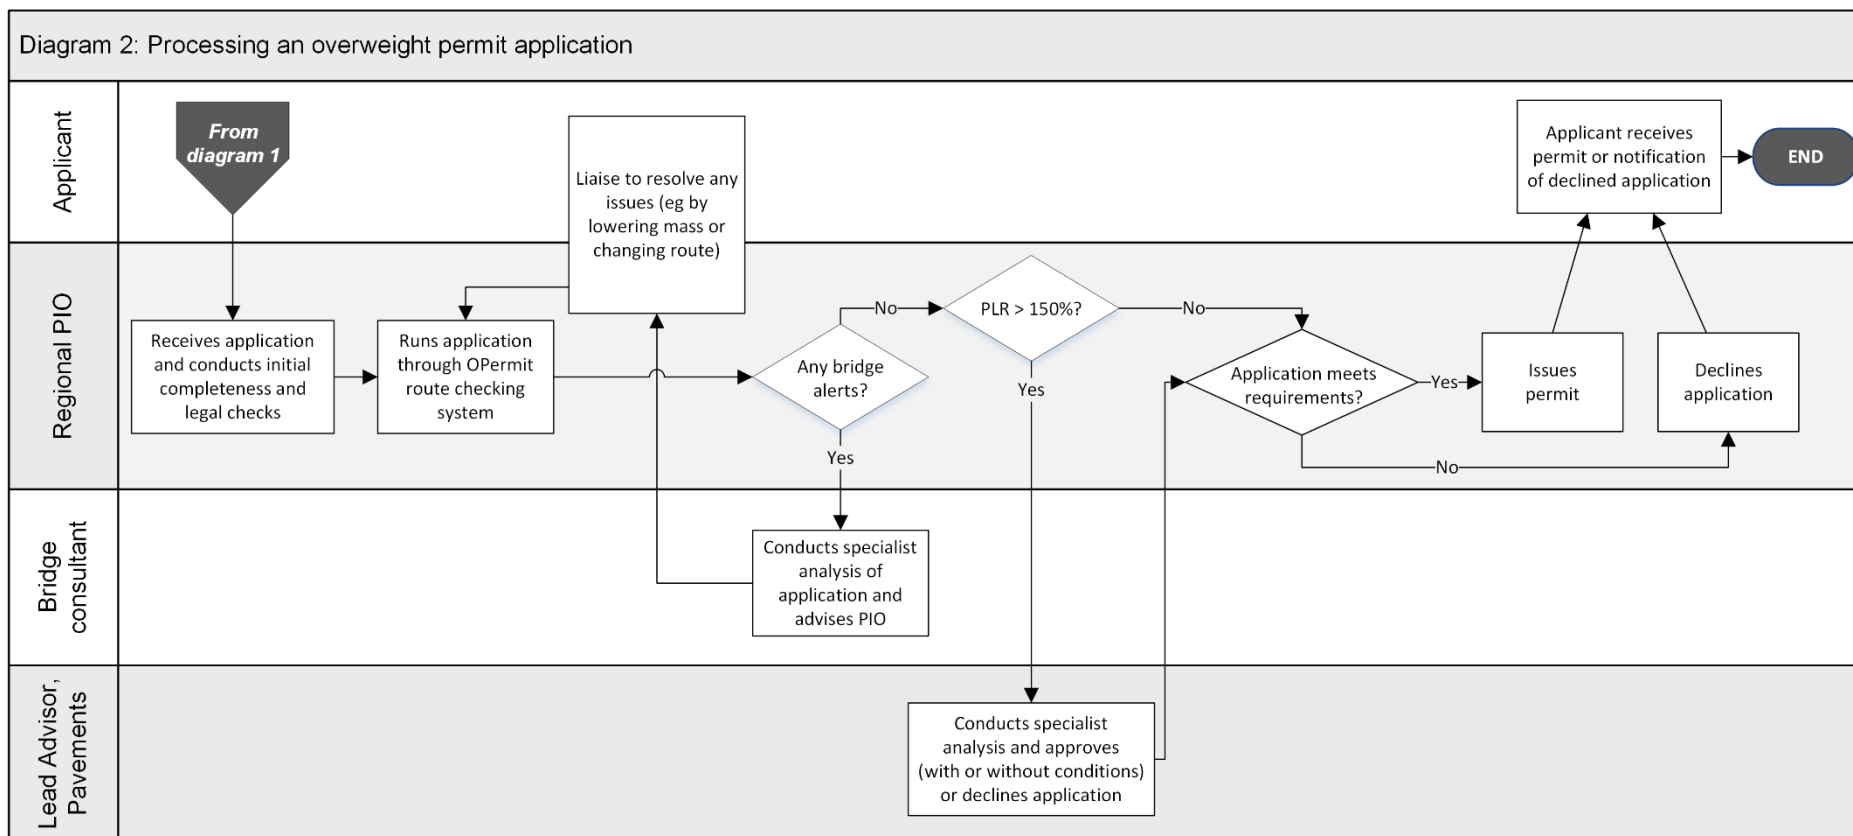 Diagram 2: Processing an overweight permit application
Applicant
From
diagram 1
Liaise to resolve any
issues (eg by
lowering mass or
changing route)
Applicant receives
permit or notification
of declined application
END
Regional PIO
Receives application
and conducts initial
completeness and
legal checks
Runs application
through OPermit
route checking
system
Any bridge
alerts?
No
Yes
PLR > 150%?
No
Yes
Application meets
requirements?
Yes
No
Issues
permit
Declines
application
Bridge
consultant
Conducts specialist
analysis of
application and
advises PIO
Lead Advisor,
Pavements
Conducts specialist
analysis and approves
(with or without conditions)
or declines application